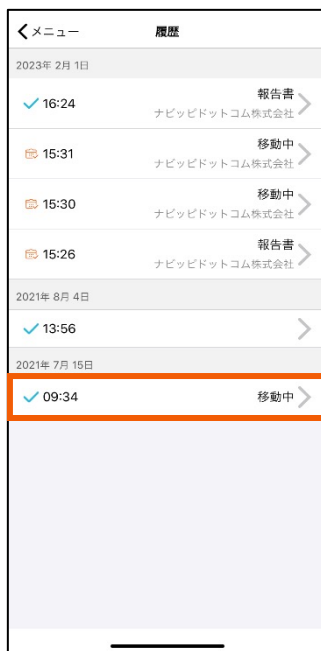 メニュー 履歴
2023年 2月 1日
報告書
16:24
ナビッピドットコム株式会社
移動中
15:31
ナビッピドットコム株式会社
移動中
15:30
ナビッピドットコム株式会社
報告書
15:26
ナビッピドットコム株式会社
2021年 8月 4日
13:56
2021年 7月 15日
09:34 移動中